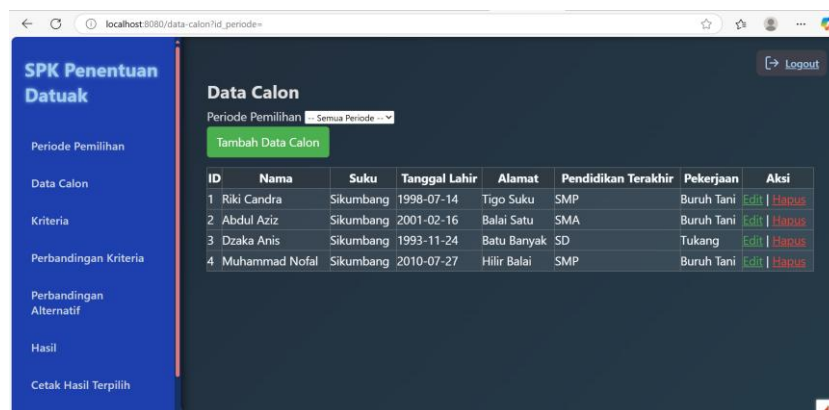 localhost:8080/data-calon?id_periode=
SPK Penentuan
Datuak
Periode Pemilihan
Data Calon
Kriteria
Perbandingan Kriteria
Perbandingan
Alternatif
Hasil
Cetak Hasil Terpilih
Logout
Data Calon
Periode Pemilihan -- Semua Periode --
Tambah Data Calon
ID Nama Suku Tanggal Lahir Alamat Pendidikan Terakhir Pekerjaan Aksi
1 Riki Candra Sikumbang 1998-07-14 Tigo Suku SMP Buruh Tani Edit | Hapus
2 Abdul Aziz Sikumbang 2001-02-16 Balai Satu SMA Buruh Tani Edit | Hapus
3 Dzaka Anis Sikumbang 1993-11-24 Batu Banyak SD Tukang Edit | Hapus
4 Muhammad Nofal Sikumbang 2010-07-27 Hilir Balai SMP Buruh Tani Edit | Hapus